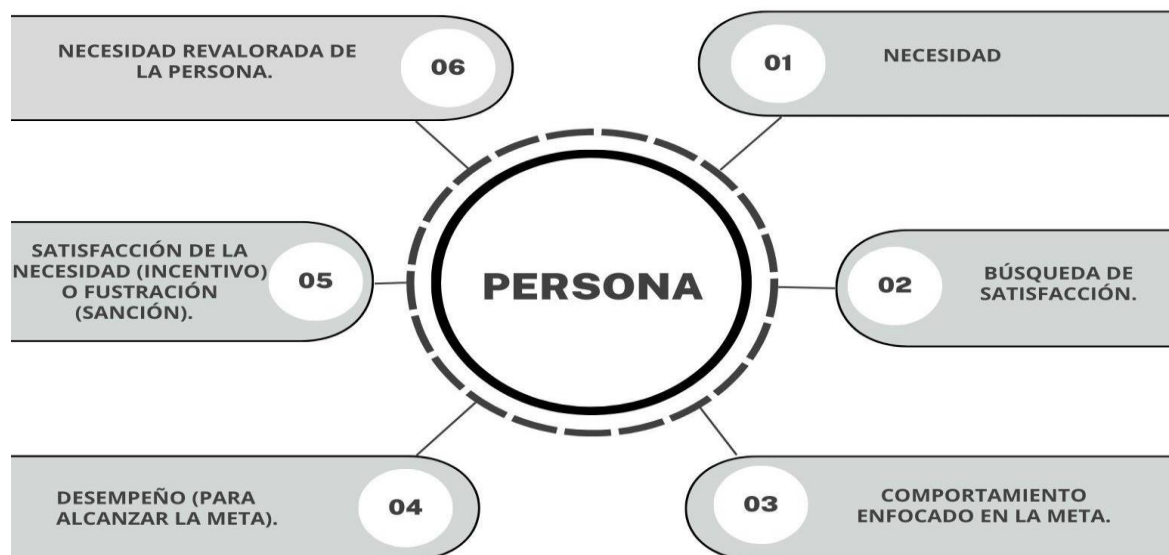 NECESIDAD REVALORADA DE
LA PERSONA.
06
01
NECESIDAD
SATISFACCIÓN DE LA
NECESIDAD (INCENTIVO)
O FUSTRACIÓN
(SANCIÓN).
05
PERSONA
02
BÚSQUEDA DE
SATISFACCIÓN.
DESEMPEÑO (PARA
ALCANZAR LA META).
04
03
COMPORTAMIENTO
ENFOCADO EN LA META.